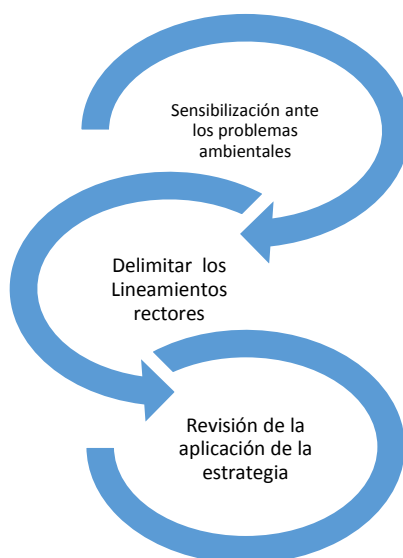 Sensibilización ante
los problemas
ambientales
Delimitar los
Lineamientos
rectores
Revisión de la
aplicación de la
estrategia